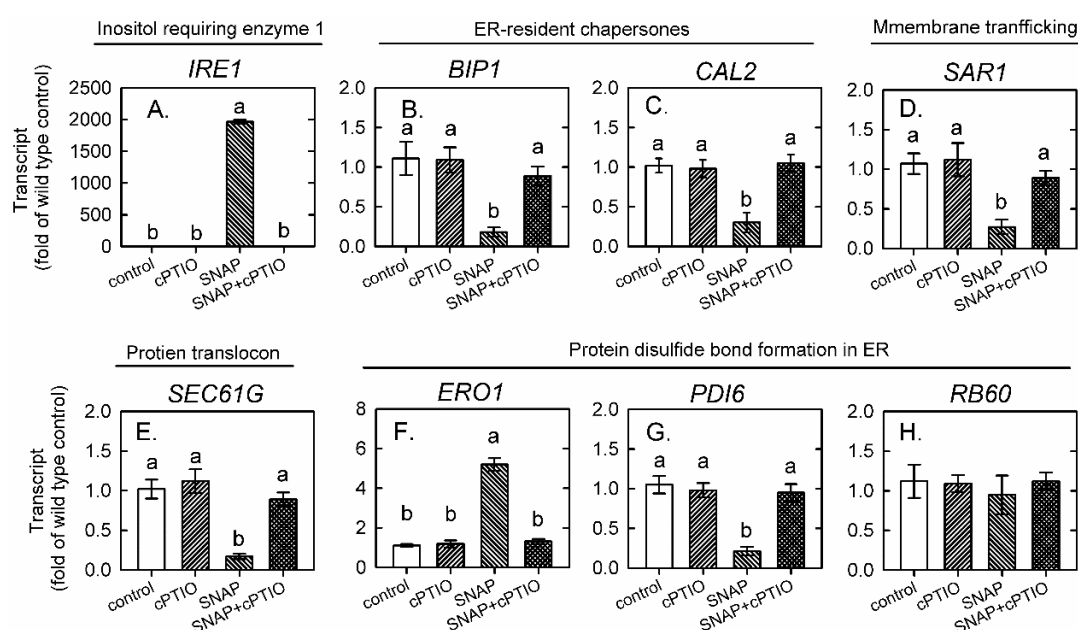 Inositol requiring enzyme 1
ER-resident chapersones
Mmembrane tranfficking
IRE1
BIP1
CAL2
SAR1
Transcript
(fold of wild type control)
2500
2000
1500
1000
500
0
A.
b
b
a
b
control
cPTIO
SNAP
SNAP+cPTIO
2.0
1.5
1.0
0.5
0.0
B.
a
a
b
a
control
cPTIO
SNAP
SNAP+cPTIO
2.0
1.5
1.0
0.5
0.0
C.
a
a
b
a
control
cPTIO
SNAP
SNAP+cPTIO
2.0
1.5
1.0
0.5
0.0
D.
a
a
b
a
control
cPTIO
SNAP
SNAP+cPTIO
Protien translocon
Protein disulfide bond formation in ER
SEC61G
ERO1
PDI6
RB60
Transcript
(fold of wild type control)
2.0
1.5
1.0
0.5
0.0
E.
a
a
b
a
control
cPTIO
SNAP
SNAP+cPTIO
8
6
4
2
0
F.
b
b
a
b
control
cPTIO
SNAP
SNAP+cPTIO
2.0
1.5
1.0
0.5
0.0
G.
a
a
b
a
control
cPTIO
SNAP
SNAP+cPTIO
2.0
1.5
1.0
0.5
0.0
H.
control
cPTIO
SNAP
SNAP+cPTIO